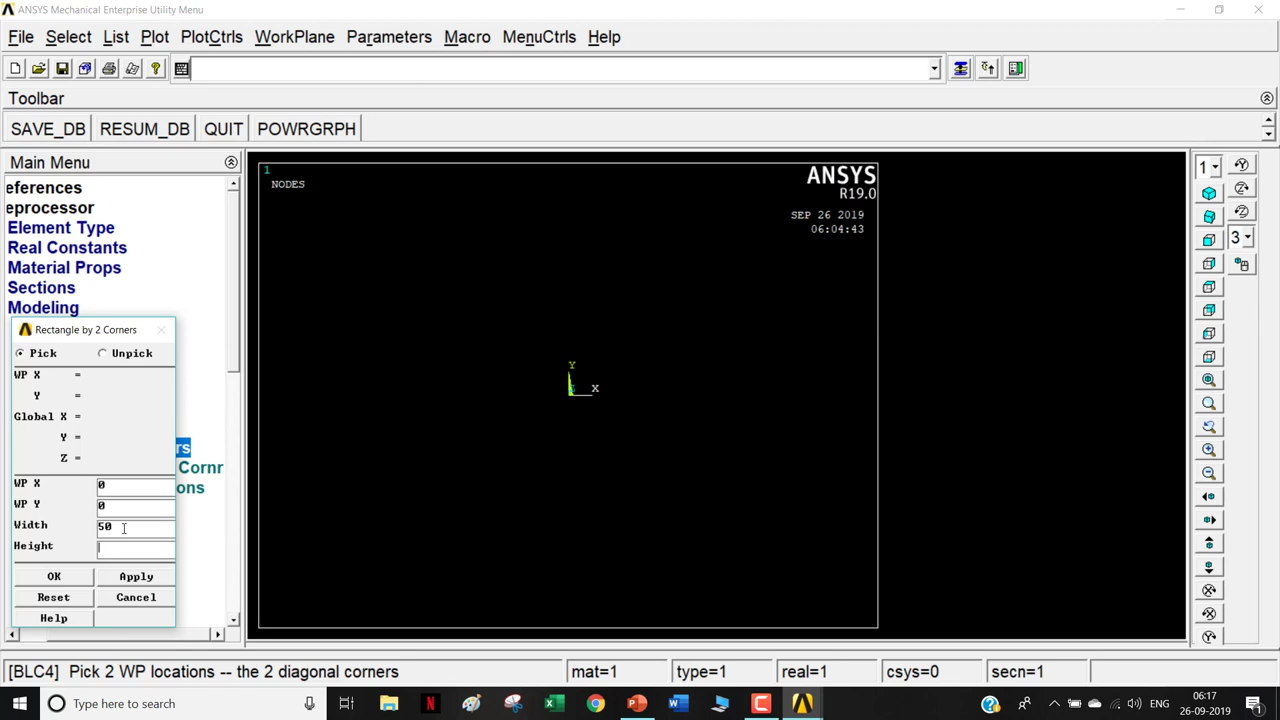 ANSYS Mechanical Enterprise Utility Menu
File Select List Plot PlotCtrls WorkPlane Parameters Macro MenuCtrls Help
Toolbar
SAVE_DB RESUM_DB QUIT POWRGRPH
Main Menu
eferences
eprocessor
Element Type
Real Constants
Material Props
Sections
Modeling
rs
Cornr
ons
Rectangle by 2 Corners
Pick Unpick
WP X =
Y =
Global X =
Y =
Z =
WP X 0
WP Y 0
Width 50
Height
OK Apply
Reset Cancel
Help
1
NODES
ANSYS
R19.0
SEP 26 2019
06:04:43
Y
X
1
3
[BLC4] Pick 2 WP locations -- the 2 diagonal corners
mat=1 type=1 real=1 csys=0 secn=1
Type here to search
ENG
06:17
26-09-2019